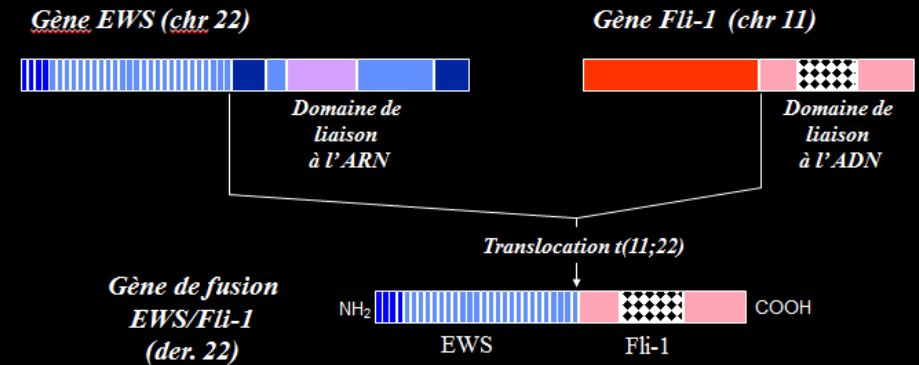 Gène EWS (chr 22)
Gène Fli-1 (chr 11)
Domaine de
liaison
à l'ARN
Domaine de
liaison
à l'ADN
Translocation t(11;22)
Gène de fusion
EWS/Fli-1
(der. 22)
NH2
COOH
EWS
Fli-1